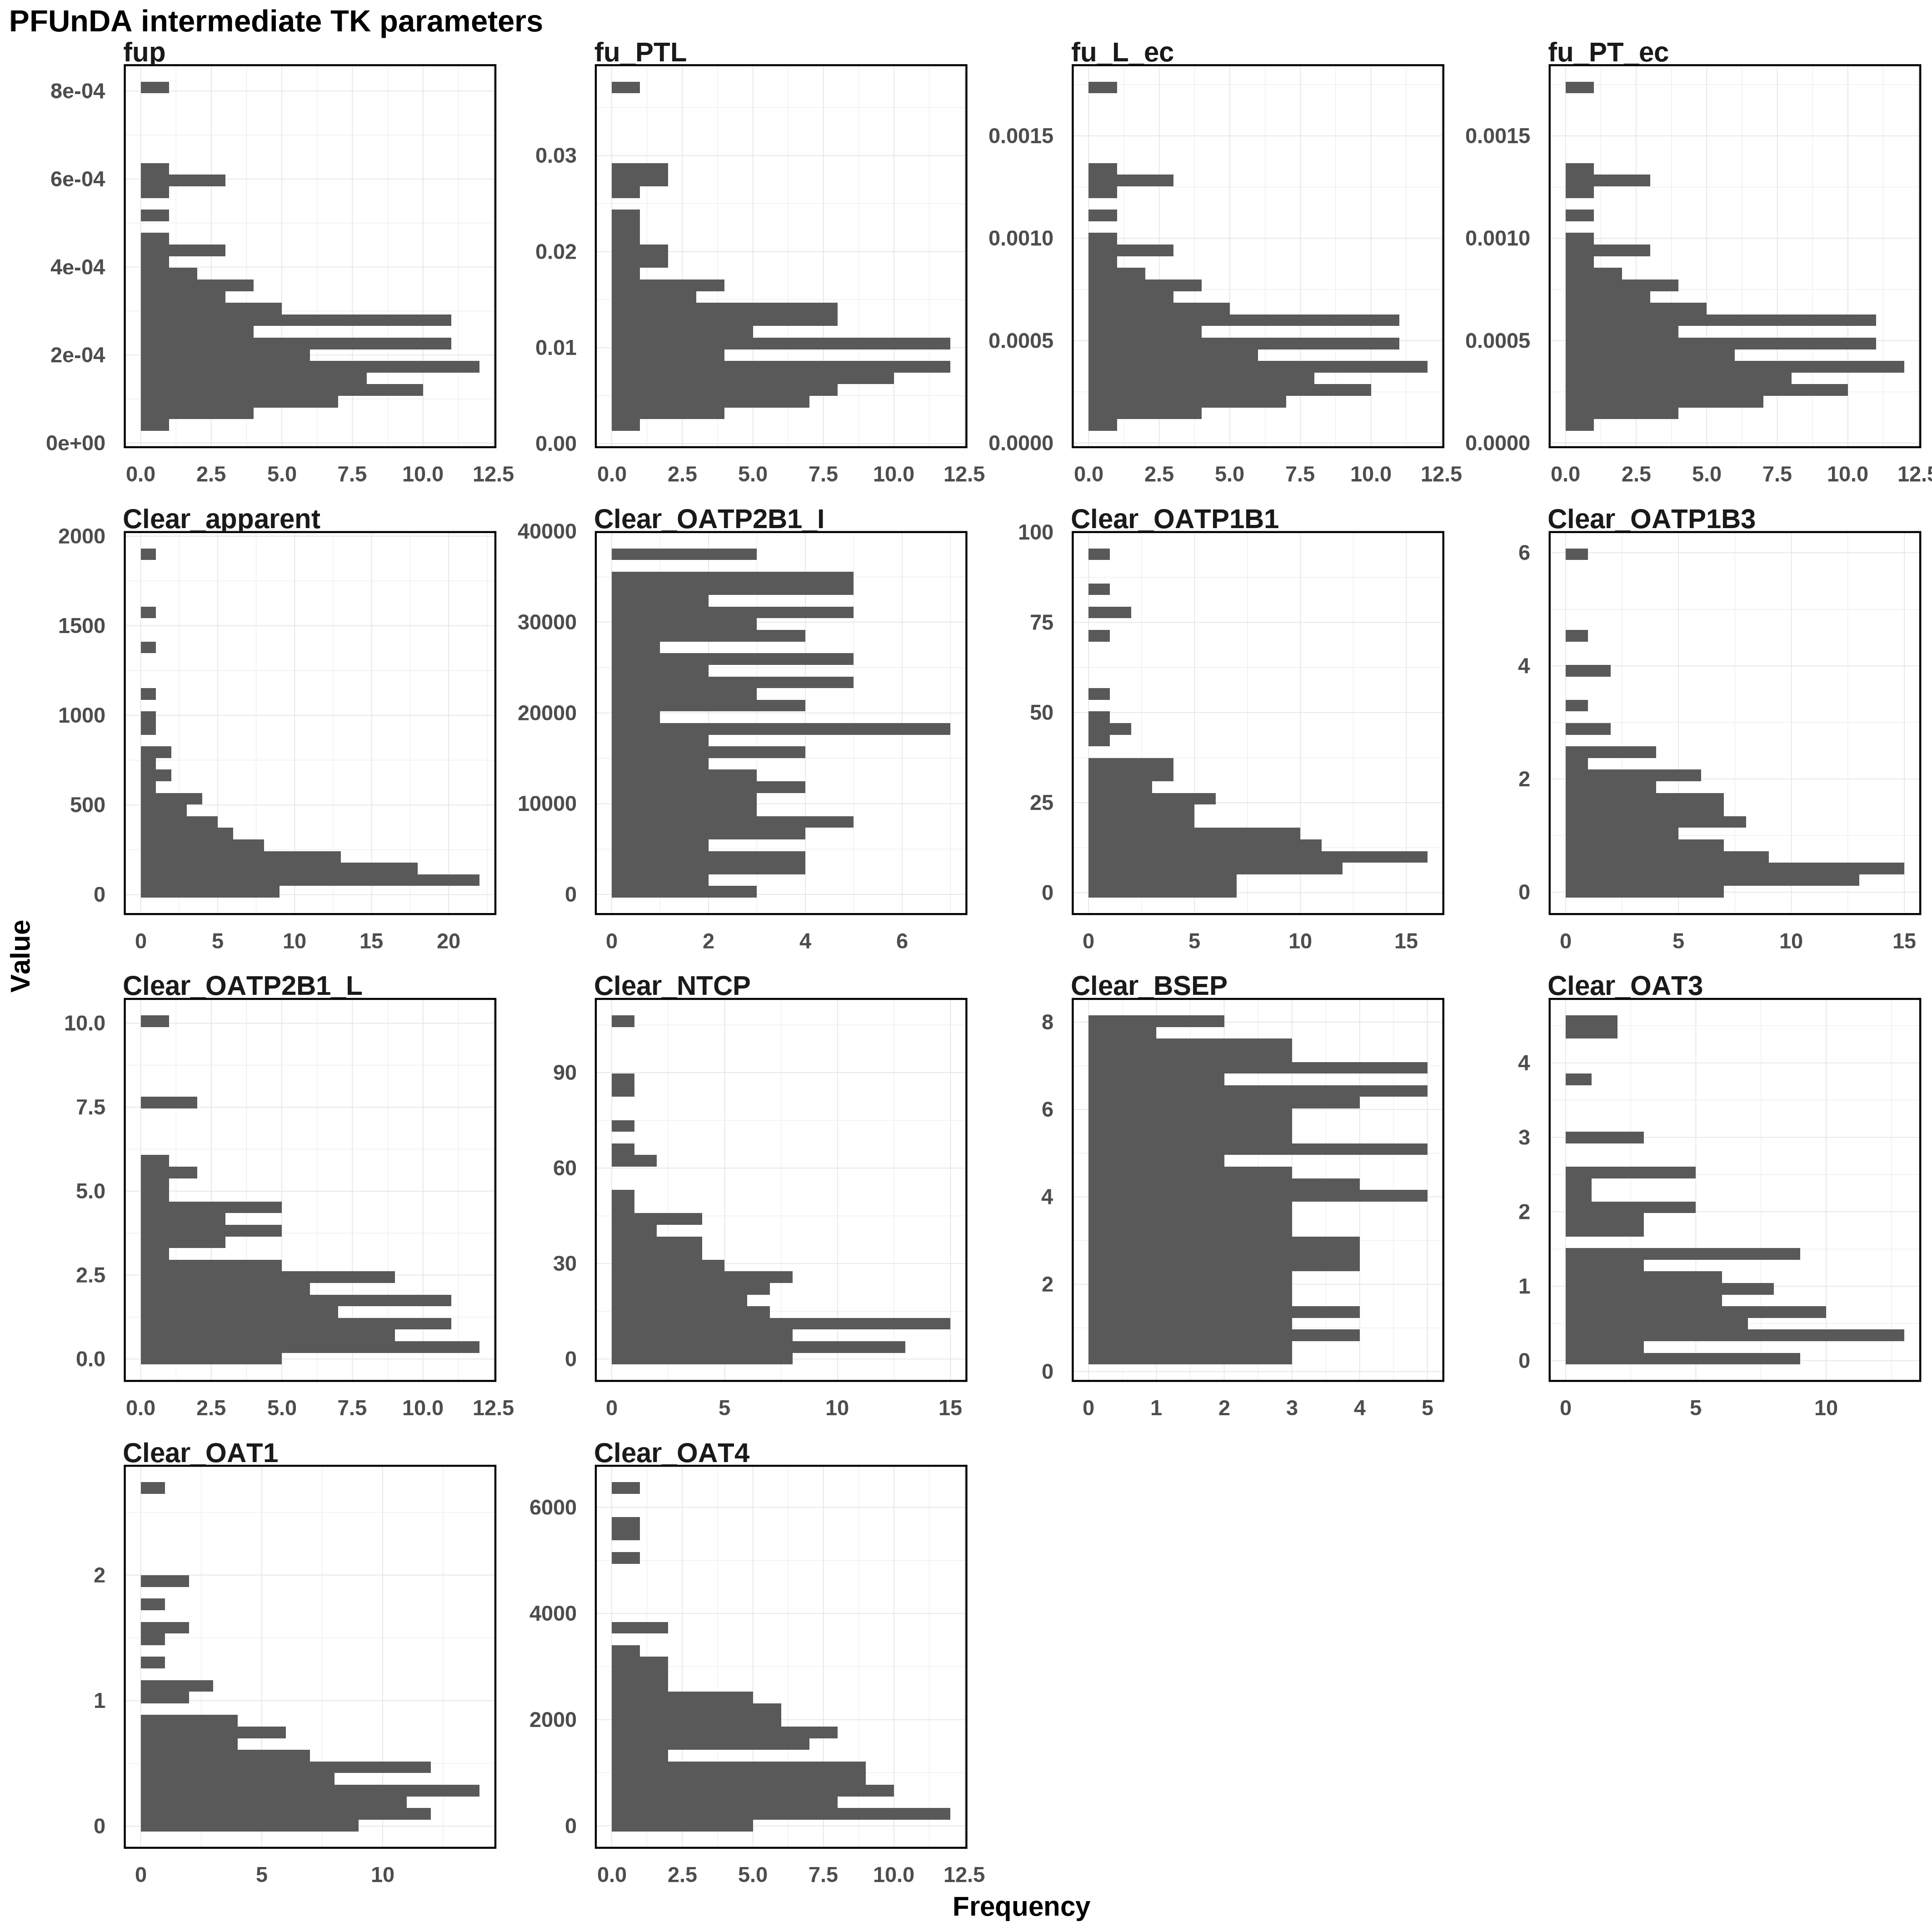 PFUnDA intermediate TK parameters
fup fu_PTL fu_L_ec fu_PT_ec
8e-04
6e-04
4e-04
2e-04
0e+00
0.03
0.02
0.01
0.00
0.0015
0.0010
0.0005
0.0000
0.0015
0.0010
0.0005
0.0000
0.0 2.5 5.0 7.5 10.0 12.5
0.0 2.5 5.0 7.5 10.0 12.5
0.0 2.5 5.0 7.5 10.0 12.5
0.0 2.5 5.0 7.5 10.0 12.5
Clear_apparent Clear_OATP2B1_I Clear_OATP1B1 Clear_OATP1B3
2000
1500
1000
500
0
40000
30000
20000
10000
0
100
75
50
25
0
6
4
2
0
0 5 10 15 20
0 2 4 6
0 5 10 15
0 5 10 15
Value
Clear_OATP2B1_L Clear_NTCP Clear_BSEP Clear_OAT3
10.0
7.5
5.0
2.5
0.0
90
60
30
0
8
6
4
2
0
4
3
2
1
0
0.0 2.5 5.0 7.5 10.0 12.5
0 5 10 15
0 1 2 3 4 5
0 5 10
Clear_OAT1 Clear_OAT4
2
1
0
6000
4000
2000
0
0 5 10
0.0 2.5 5.0 7.5 10.0 12.5
Frequency